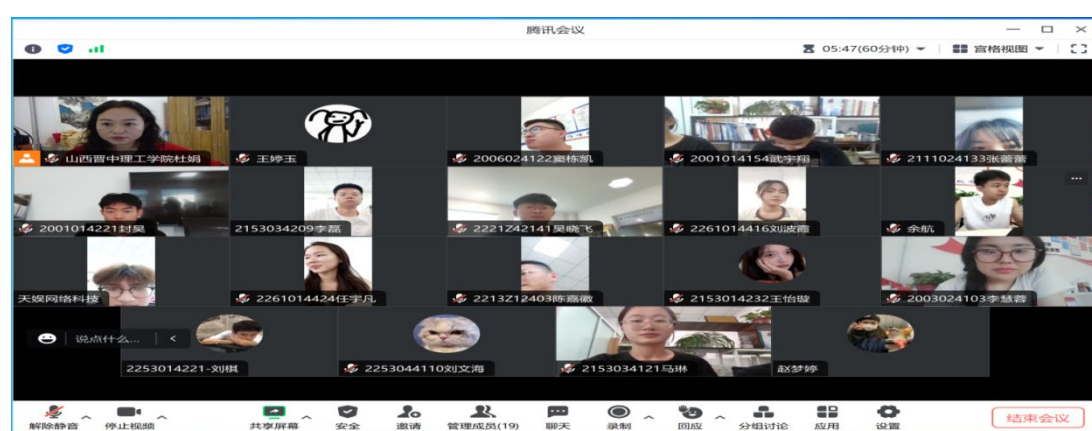 腾讯会议
05:47(60分钟)
宫格视图
山西晋中理工学院杜娟
王婷玉
2006024122窦栋凯
2001014154武宇翔
2111024133张蕾蕾
2001014221封昊
2153034209李磊
2221Z42141吴晓飞
2261014416刘波霞
余航
天娱网络科技
2261014424任宇凡
2213Z12403陈嘉徽
2153014232王怡璇
2003024103李慧蓉
说点什么...
2253014221-刘棋
2253044110刘文海
2153034121马琳
赵梦婷
解除静音
停止视频
共享屏幕
安全
邀请
管理成员(19)
聊天
录制
回应
分组讨论
应用
设置
结束会议